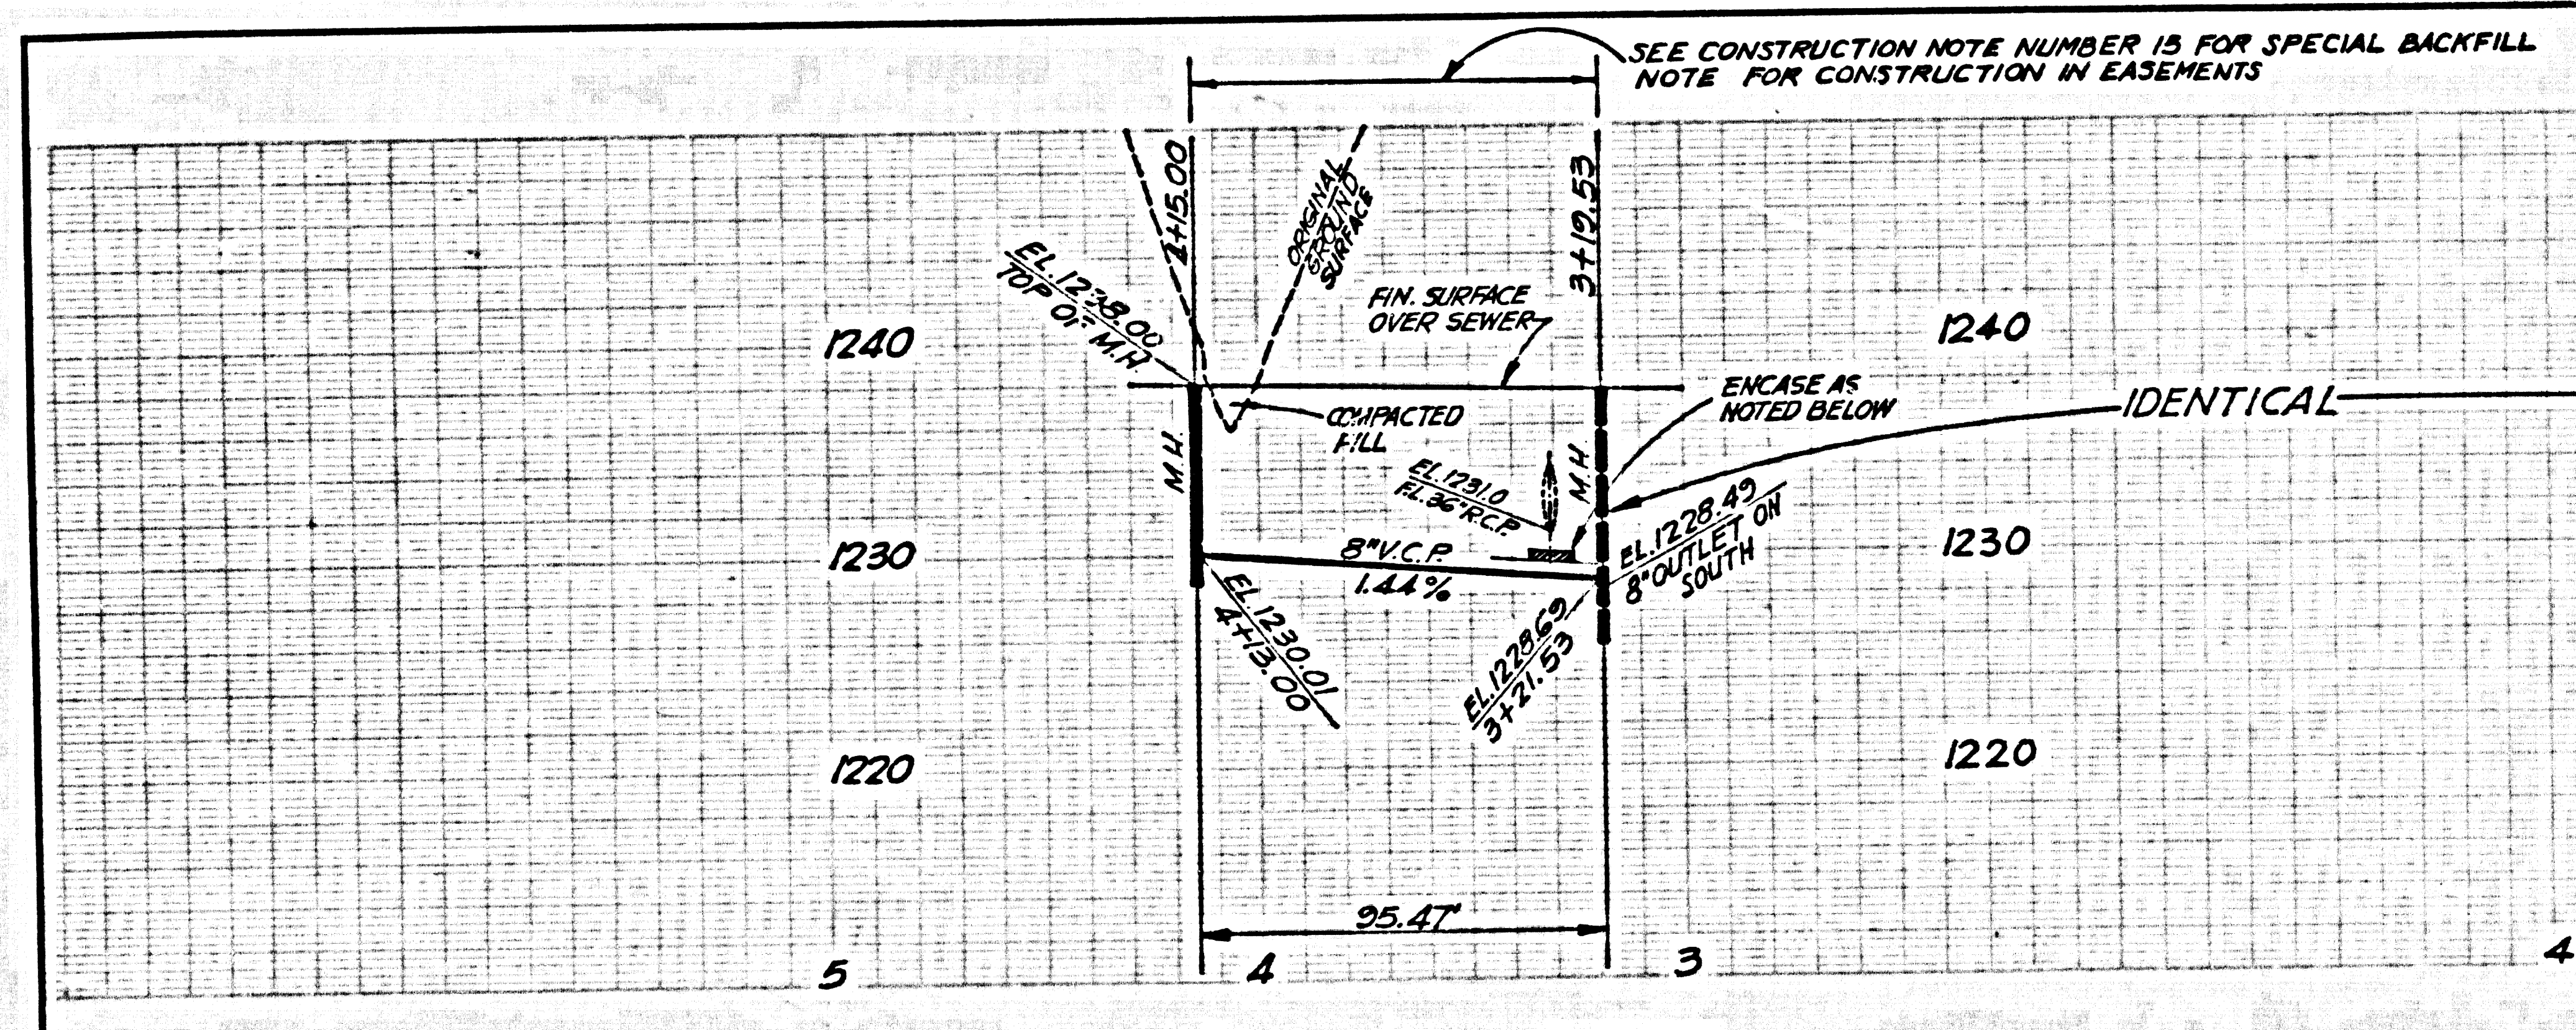 SEE CONSTRUCTION NOTE NUMBER 15 FOR SPECIAL BACKFILL
NOTE FOR CONSTRUCTION IN EASEMENTS
4+15.00
ORIGINAL
GROUND
SURFACE
3+19.53
EL.1238.00
TOP OF M.H.
FIN. SURFACE
OVER SEWER
1240
1240
ENCASE AS
NOTED BELOW
IDENTICAL
COMPACTED
FILL
M.H.
M.H.
EL.1231.0
F.L.36"R.C.P.
EL.1228.49
8"OUTLET ON
SOUTH
1230
8"V.C.P.
1.44%
1230
EL.1230.01
4+13.00
EL.1228.69
3+21.53
1220
1220
95.47'
5
4
3
4